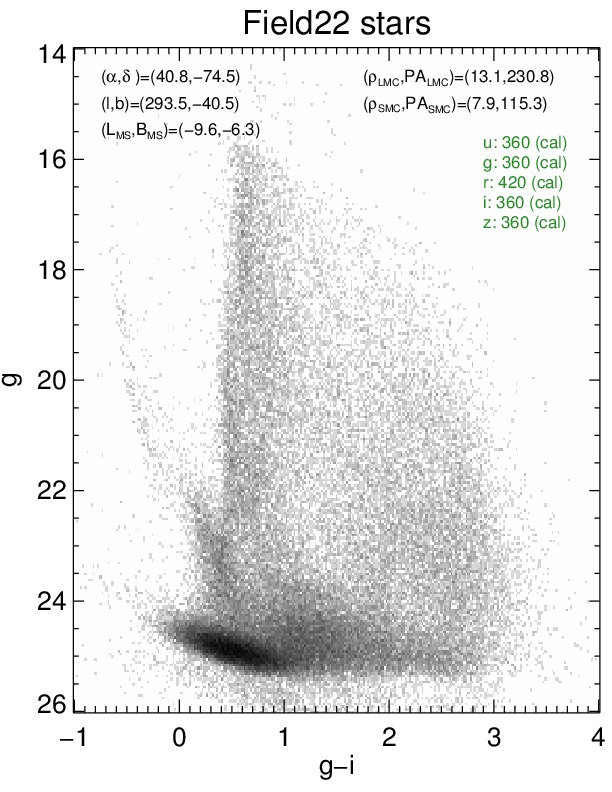 Field22 stars
(α,δ )=(40.8,−74.5)
(l,b)=(293.5,−40.5)
(LMS,BMS)=(−9.6,−6.3)
(ρLMC,PALMC)=(13.1,230.8)
(ρSMC,PASMC)=(7.9,115.3)
u: 360 (cal)
g: 360 (cal)
r: 420 (cal)
i: 360 (cal)
z: 360 (cal)
14
16
18
20
22
24
26
g
−1 0 1 2 3 4
g−i